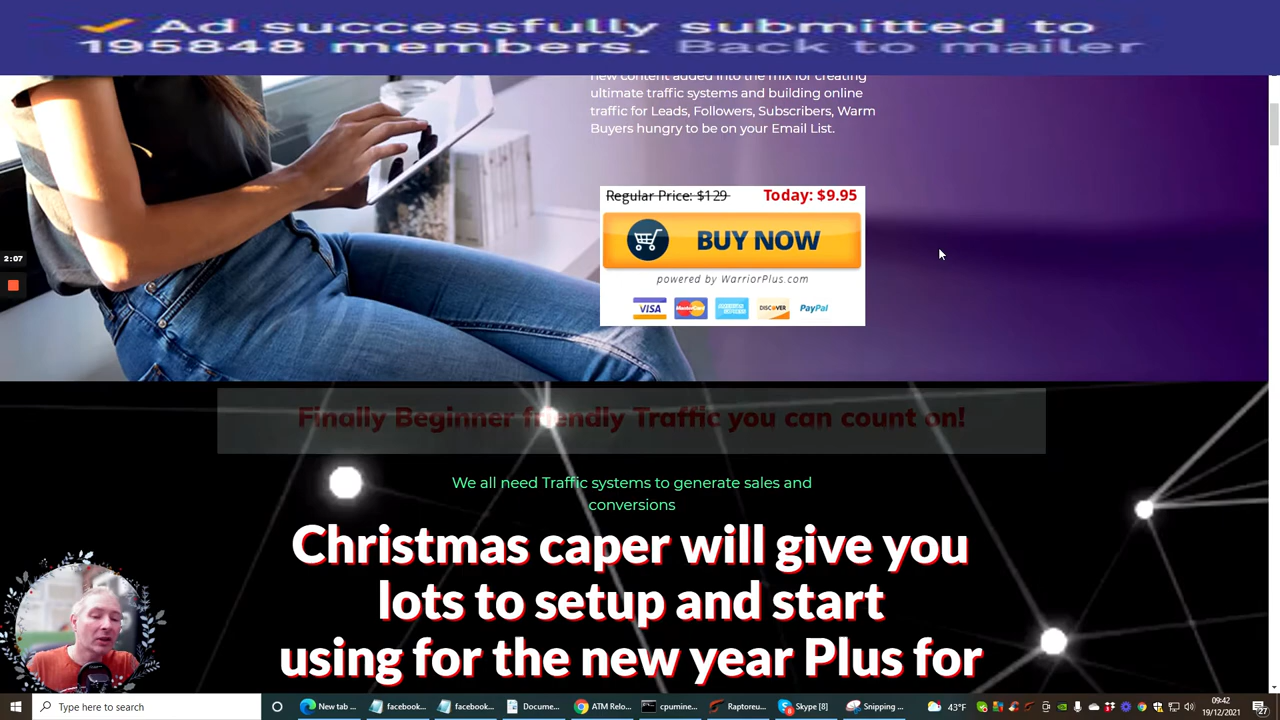 Ad successfully submitted to
195848 members. Back to mailer
new content added into the mix for creating
ultimate traffic systems and building online
traffic for Leads, Followers, Subscribers, Warm
Buyers hungry to be on your Email List.
Regular Price: $129 Today: $9.95
BUY NOW
powered by WarriorPlus.com
VISA MasterCard AMERICAN EXPRESS DISCOVER PayPal
2:07
Finally Beginner friendly Traffic you can count on!
We all need Traffic systems to generate sales and
conversions
Christmas caper will give you
lots to setup and start
using for the new year Plus for
Type here to search
New tab ...
facebook...
facebook...
Docume...
ATM Relo...
cpumine...
Raptoreu...
Skype [8]
Snipping ...
43°F
09:42
19/12/2021
27